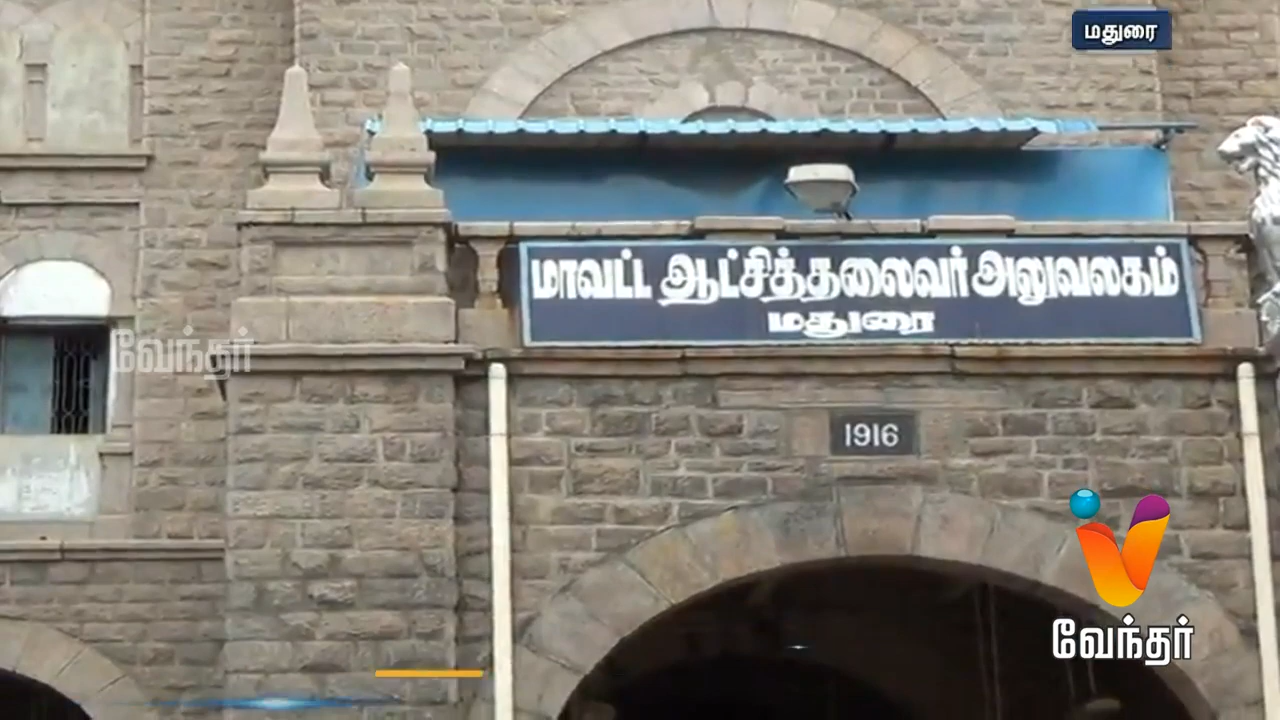 மதுரை
மாவட்ட ஆட்சித்தலைவர் அலுவலகம்
மதுரை
வேந்தர்
1916
வேந்தர்